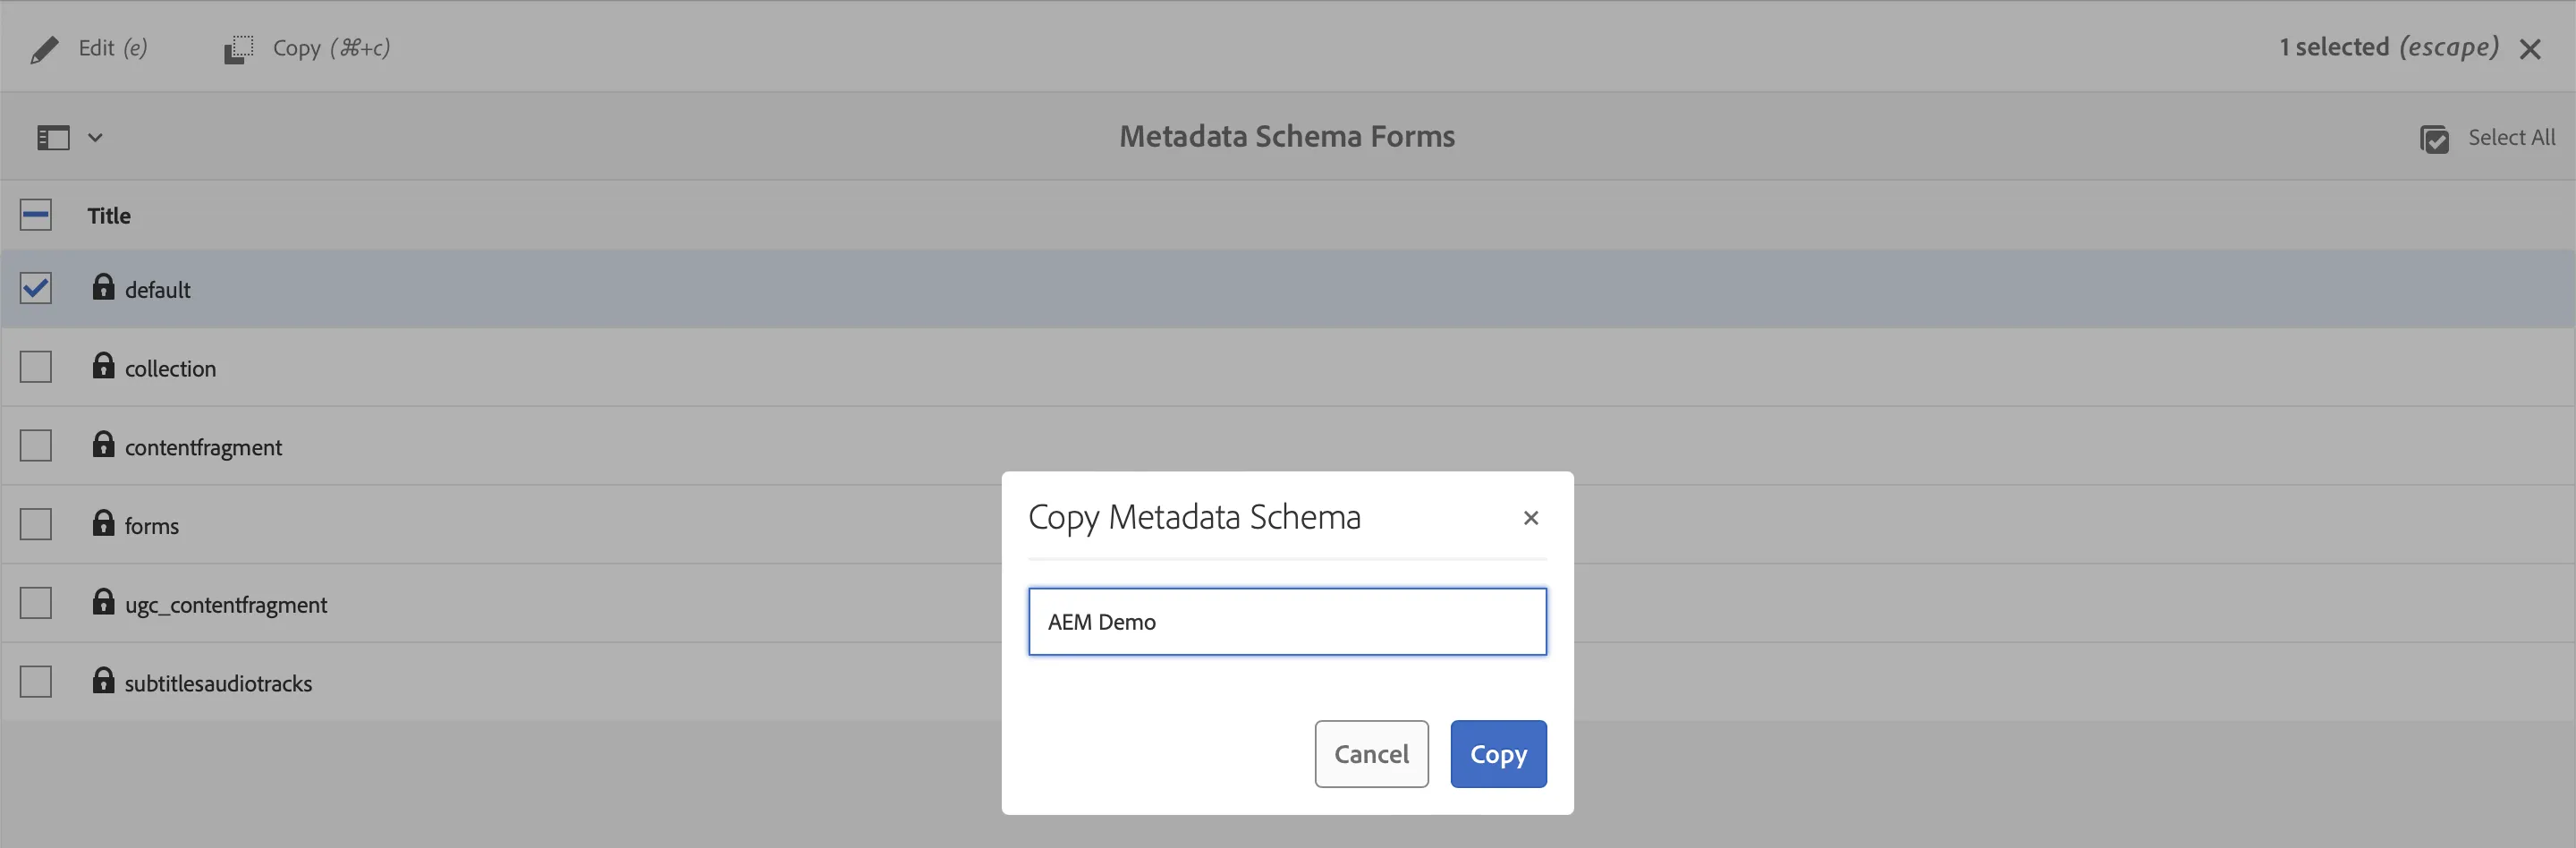 Edit (e) Copy (⌘+c) 1 selected (escape)
Metadata Schema Forms Select All
Title
default
collection
contentfragment
forms
ugc_contentfragment
subtitlesaudiotracks
Copy Metadata Schema
AEM Demo
Cancel Copy